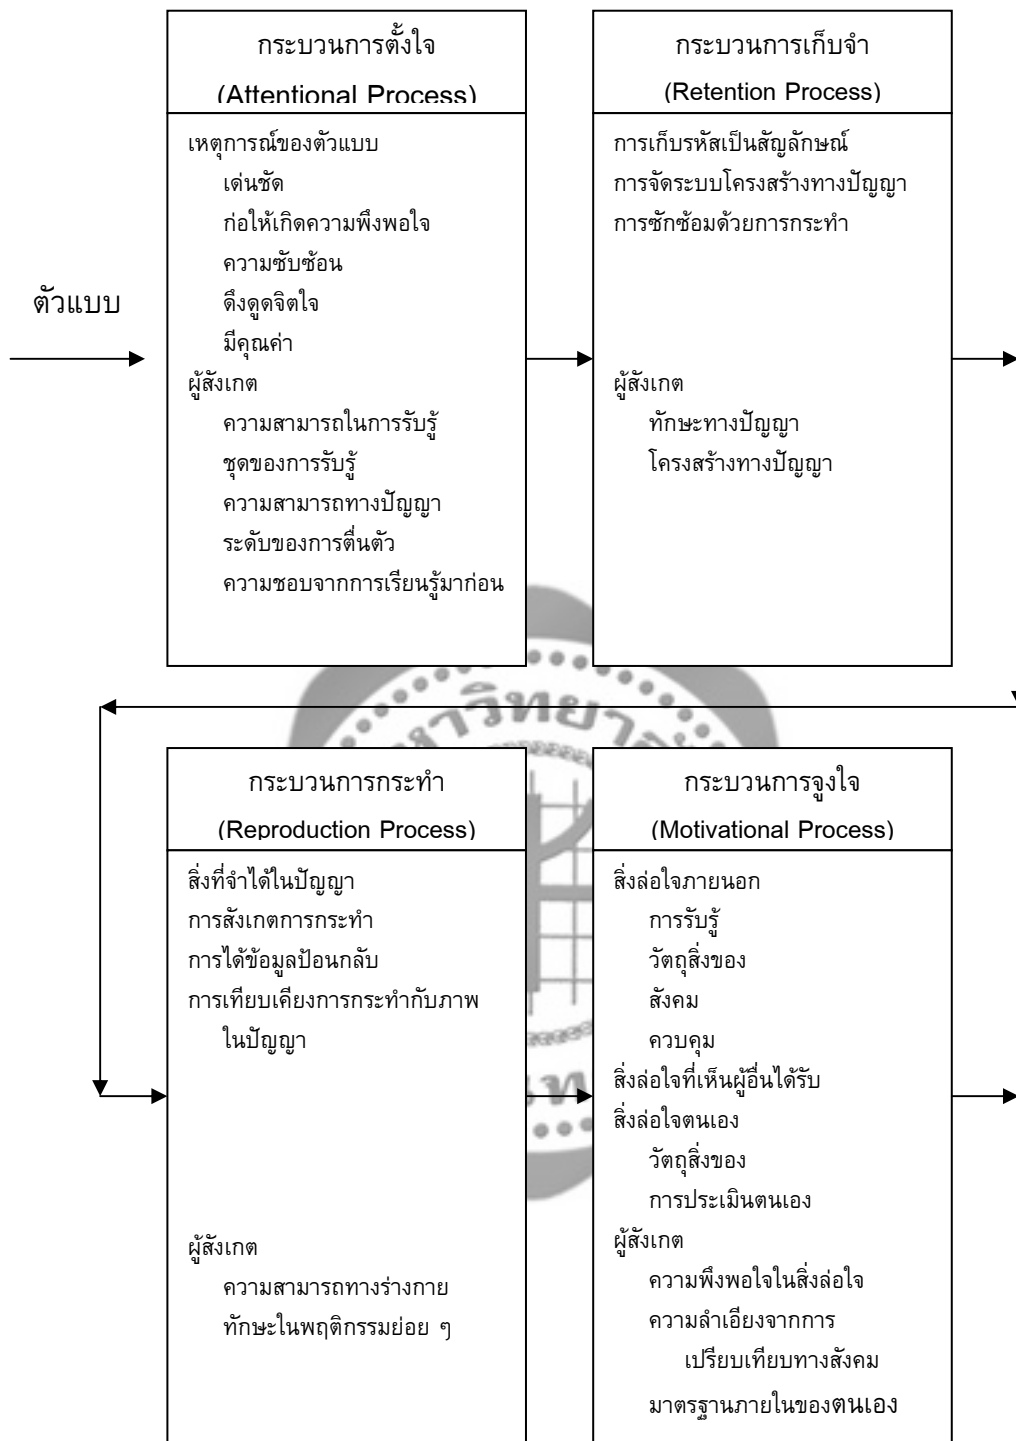 กระบวนการตั้งใจ
(Attentional Process)
เหตุการณ์ของตัวแบบ
เด่นชัด
ก่อให้เกิดความพึงพอใจ
ความซับซ้อน
ดึงดูดจิตใจ
มีคุณค่า
ผู้สังเกต
ความสามารถในการรับรู้
ชุดของการรับรู้
ความสามารถทางปัญญา
ระดับของการตื่นตัว
ความชอบจากการเรียนรู้มาก่อน
ตัวแบบ
กระบวนการเก็บจำ
(Retention Process)
การเก็บรหัสเป็นสัญลักษณ์
การจัดระบบโครงสร้างทางปัญญา
การซักซ้อมด้วยการกระทำ
ผู้สังเกต
ทักษะทางปัญญา
โครงสร้างทางปัญญา
กระบวนการกระทำ
(Reproduction Process)
สิ่งที่จำได้ในปัญญา
การสังเกตการกระทำ
การได้ข้อมูลป้อนกลับ
การเทียบเคียงการกระทำกับภาพ
ในปัญญา
ผู้สังเกต
ความสามารถทางร่างกาย
ทักษะในพฤติกรรมย่อย ๆ
กระบวนการจูงใจ
(Motivational Process)
สิ่งล่อใจภายนอก
การรับรู้
วัตถุสิ่งของ
สังคม
ควบคุม
สิ่งล่อใจที่เห็นผู้อื่นได้รับ
สิ่งล่อใจตนเอง
วัตถุสิ่งของ
การประเมินตนเอง
ผู้สังเกต
ความพึงพอใจในสิ่งล่อใจ
ความลำเอียงจากการ
เปรียบเทียบทางสังคม
มาตรฐานภายในของตนเอง